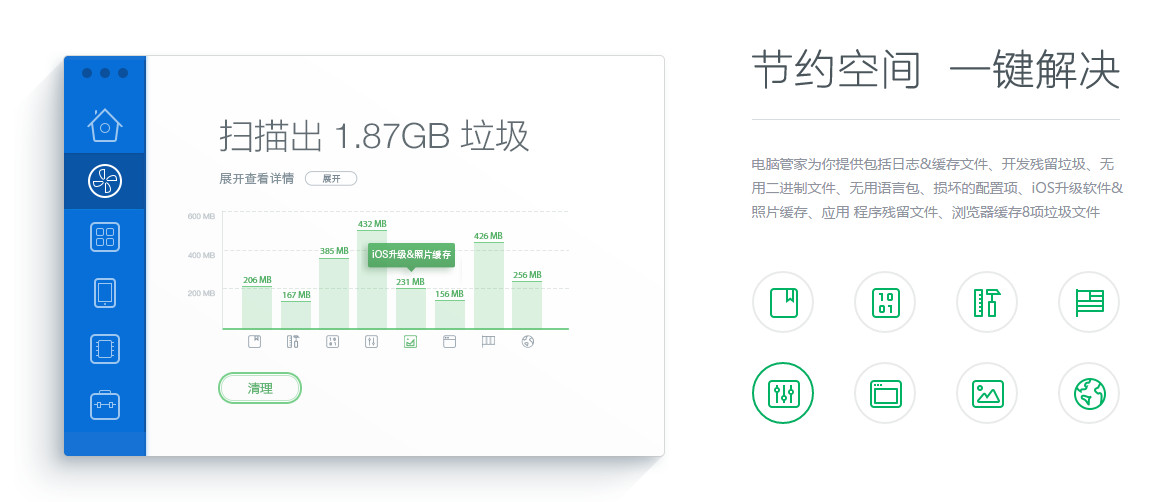 节约空间 一键解决
扫描出 1.87GB 垃圾
展开查看详情 展开
600 MB
400 MB
200 MB
206 MB
167 MB
385 MB
432 MB
iOS升级&照片缓存
231 MB
156 MB
426 MB
256 MB
清理
电脑管家为你提供包括日志&缓存文件、开发残留垃圾、无
用二进制文件、无用语言包、损坏的配置项、iOS升级软件&
照片缓存、应用 程序残留文件、浏览器缓存8项垃圾文件
10
01